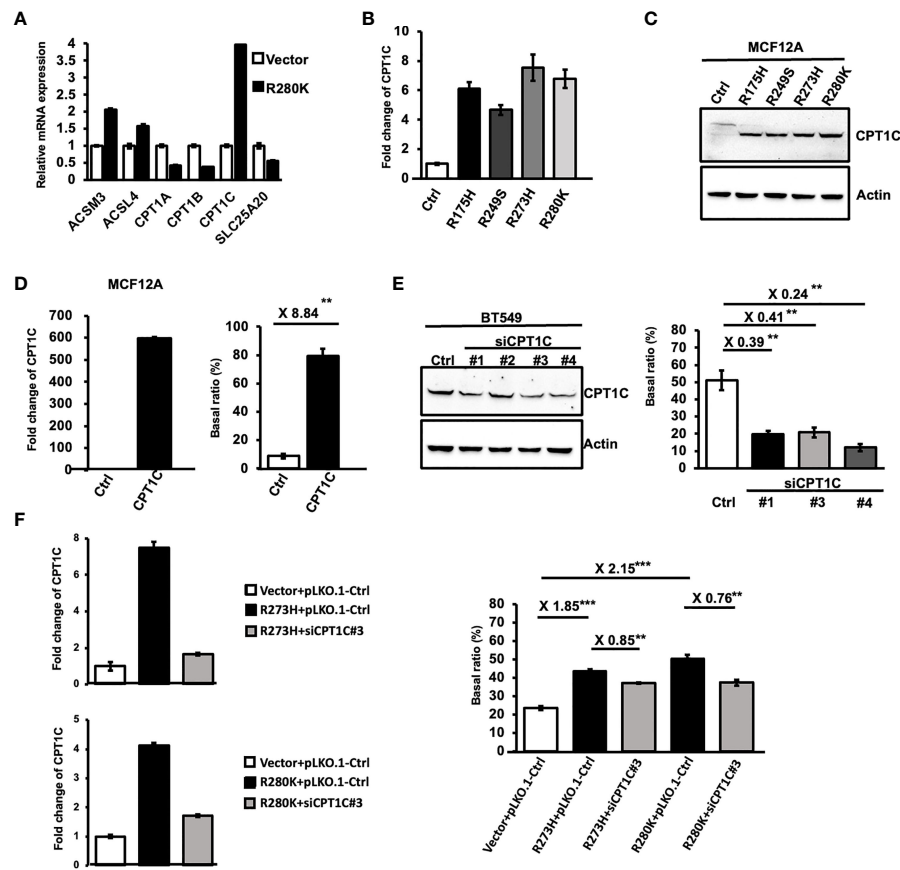 A
Relative mRNA expression
4
3.5
3
2.5
2
1.5
1
0.5
0
Vector
R280K
ACSM3
ACSL4
CPT1A
CPT1B
CPT1C
SLC25A20
B
Fold change of CPT1C
10
8
6
4
2
0
Ctrl
R175H
R249S
R273H
R280K
C
MCF12A
Ctrl
R175H
R249S
R273H
R280K
CPT1C
Actin
D
MCF12A
Fold change of CPT1C
700
600
500
400
300
200
100
0
Ctrl
CPT1C
Basal ratio (%)
100
80
60
40
20
0
X 8.84 **
Ctrl
CPT1C
E
BT549
siCPT1C
Ctrl #1 #2 #3 #4
CPT1C
Actin
Basal ratio (%)
80
70
60
50
40
30
20
10
0
X 0.24 **
X 0.41 **
X 0.39 **
Ctrl
siCPT1C
#1 #3 #4
F
Fold change of CPT1C
8
6
4
2
0
Vector+pLKO.1-Ctrl
R273H+pLKO.1-Ctrl
R273H+siCPT1C#3
Fold change of CPT1C
5
4
3
2
1
0
Vector+pLKO.1-Ctrl
R280K+pLKO.1-Ctrl
R280K+siCPT1C#3
Basal ratio (%)
80
70
60
50
40
30
20
10
0
X 2.15***
X 1.85***
X 0.85**
X 0.76**
Vector+pLKO.1-Ctrl
R273H+pLKO.1-Ctrl
R273H+siCPT1C#3
R280K+pLKO.1-Ctrl
R280K+siCPT1C#3